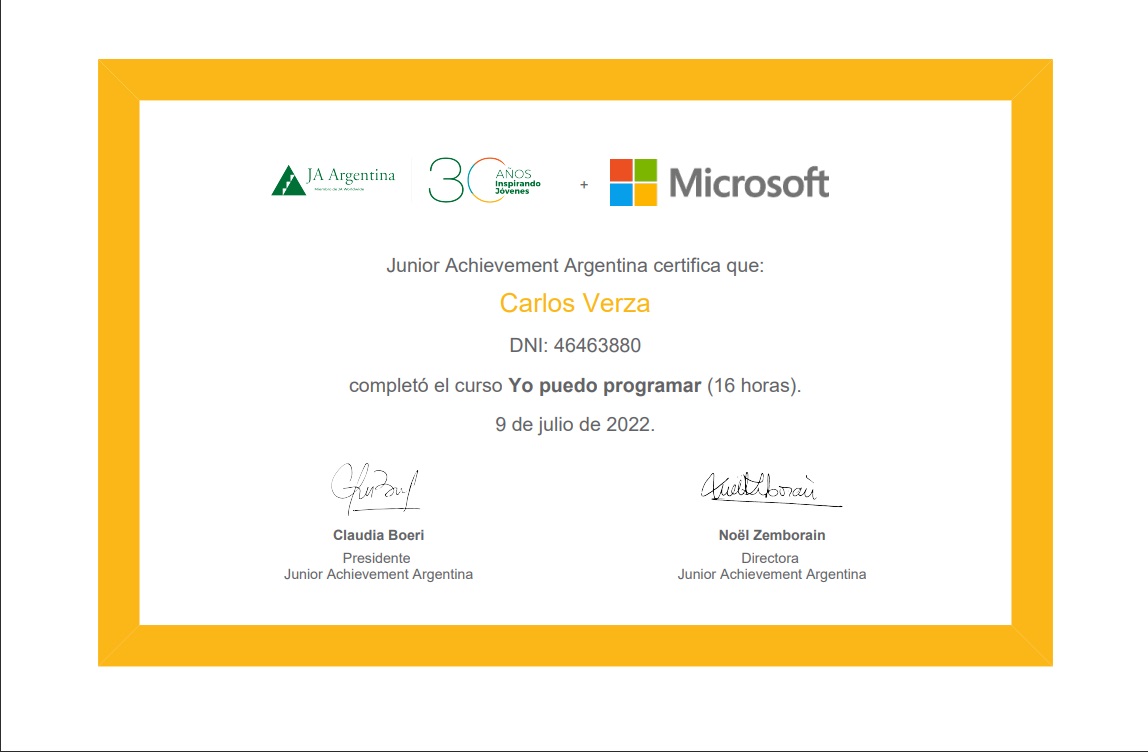 JA Argentina
Miembro de JA Worldwide
30 AÑOS
Inspirando
Jóvenes
+
Microsoft
Junior Achievement Argentina certifica que:
Carlos Verza
DNI: 46463880
completó el curso Yo puedo programar (16 horas).
9 de julio de 2022.
Claudia Boeri
Presidente
Junior Achievement Argentina
Noël Zemborain
Directora
Junior Achievement Argentina